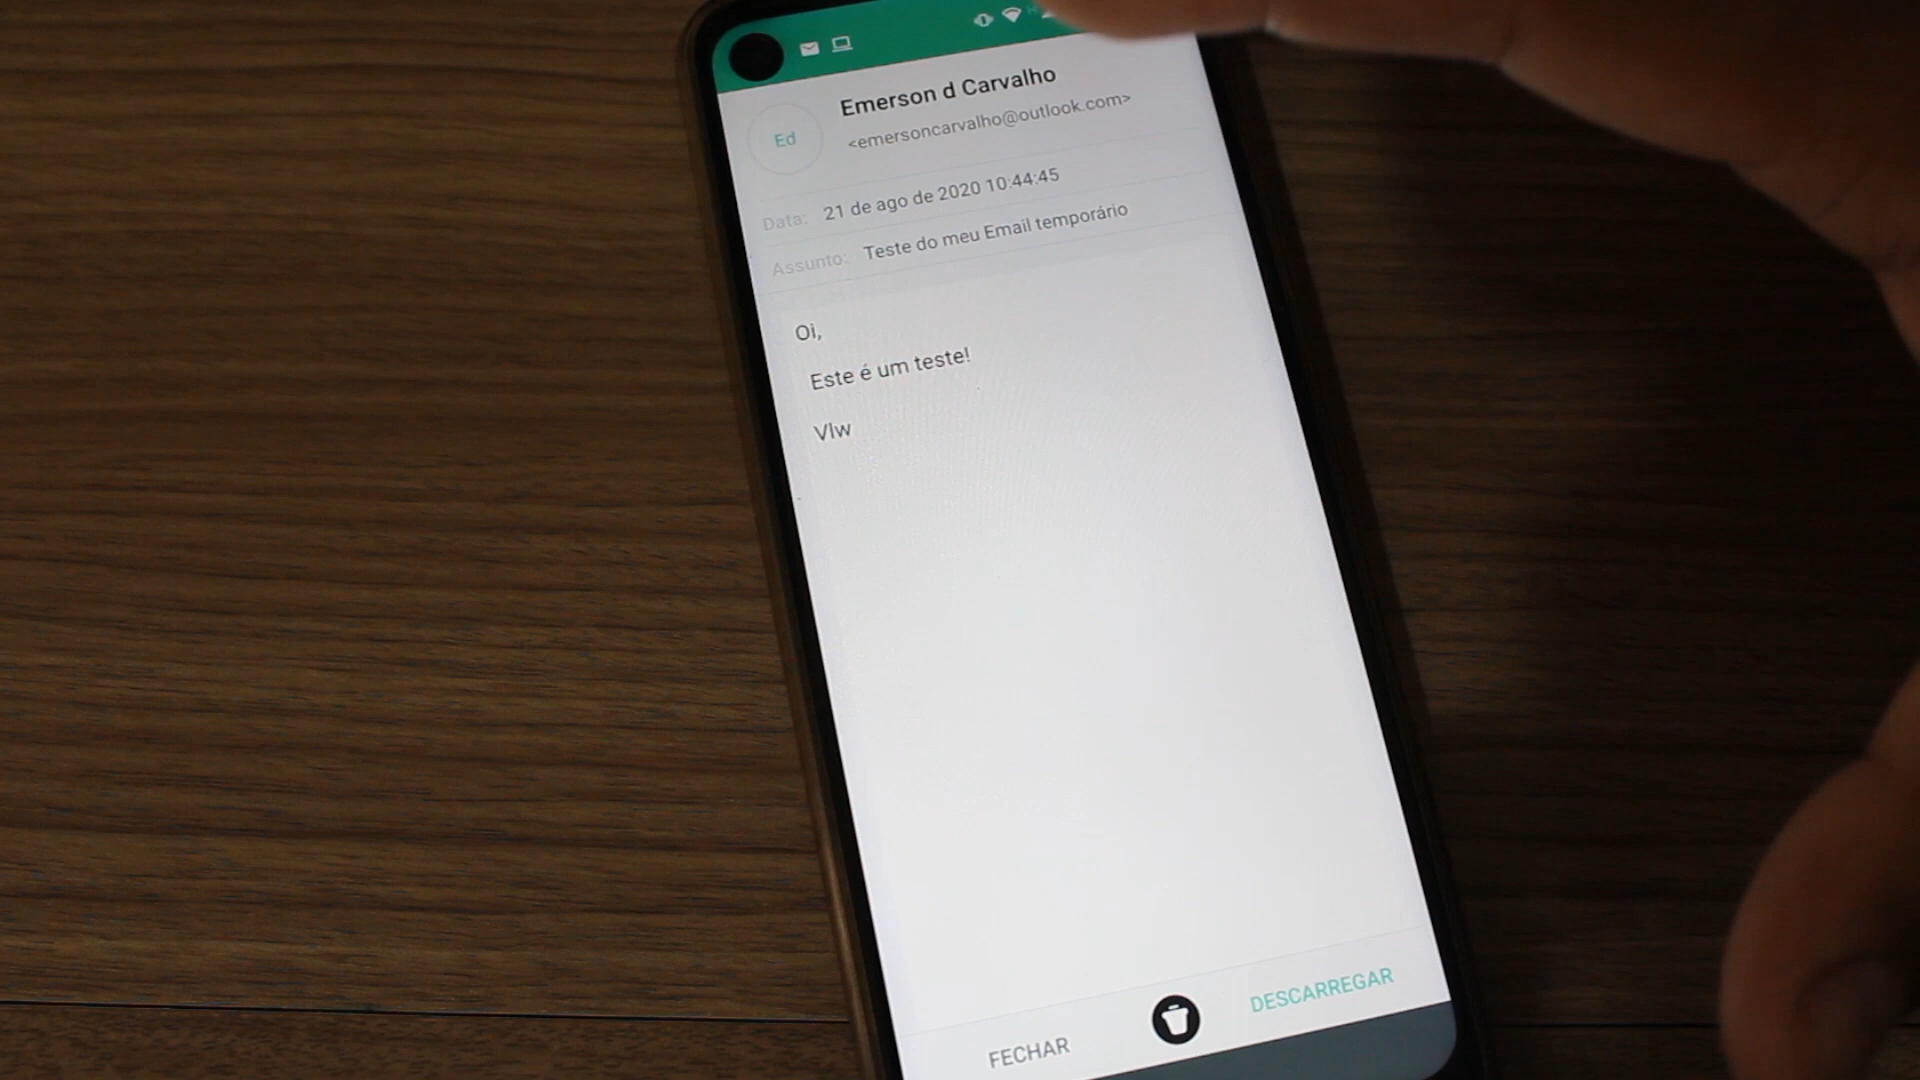 Emerson d Carvalho
Ed
<emersoncarvalho@outlook.com>
Data: 21 de ago de 2020 10:44:45
Assunto: Teste do meu Email temporário
Oi,
Este é um teste!
Vlw
FECHAR
DESCARREGAR